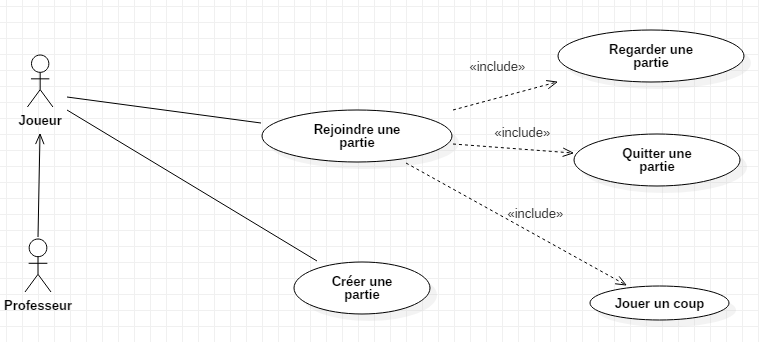 Regarder une
partie
«include»
Joueur
Rejoindre une
partie
«include»
Quitter une
partie
«include»
Créer une
partie
Professeur
Jouer un coup